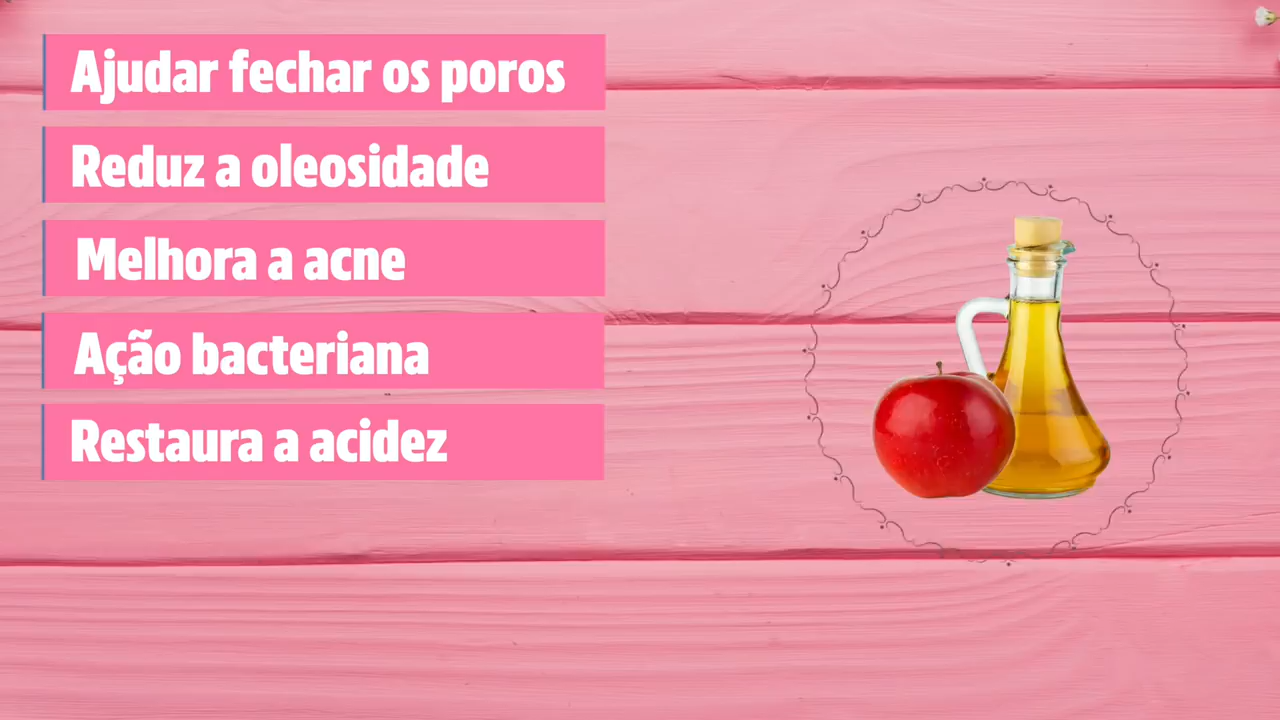 Ajudar fechar os poros
Reduz a oleosidade
Melhora a acne
Ação bacteriana
Restaura a acidez